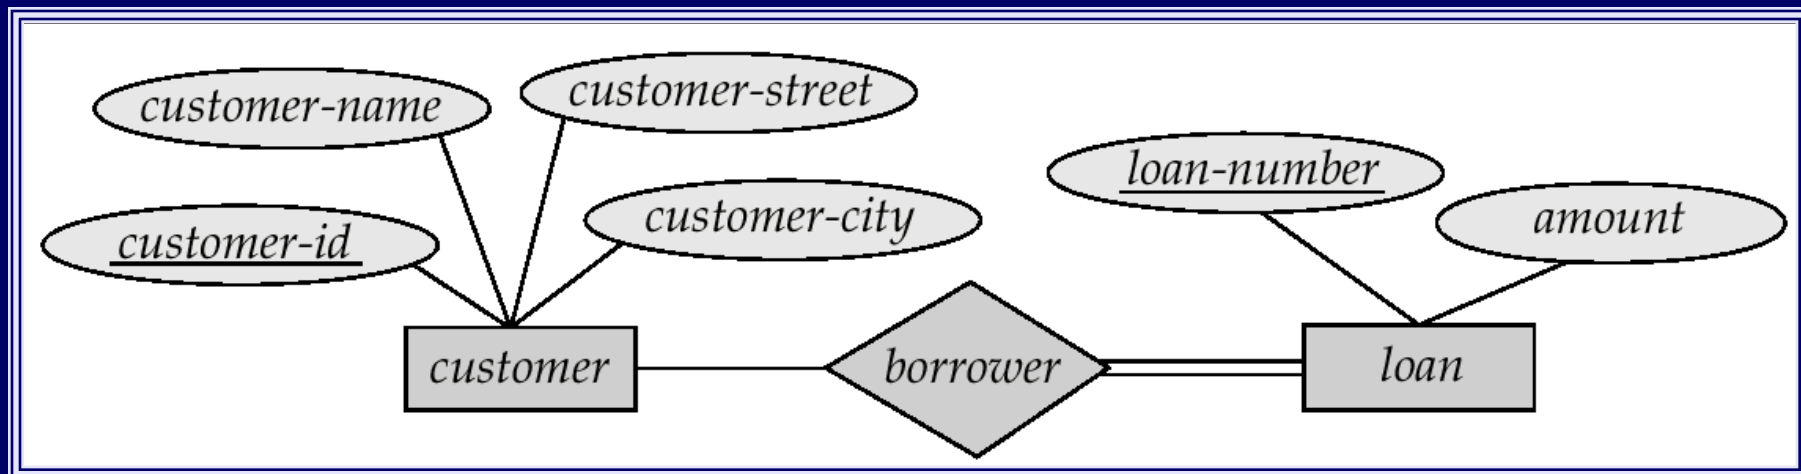 customer-name
customer-street
loan-number
amount
customer-id
customer-city
customer
borrower
loan